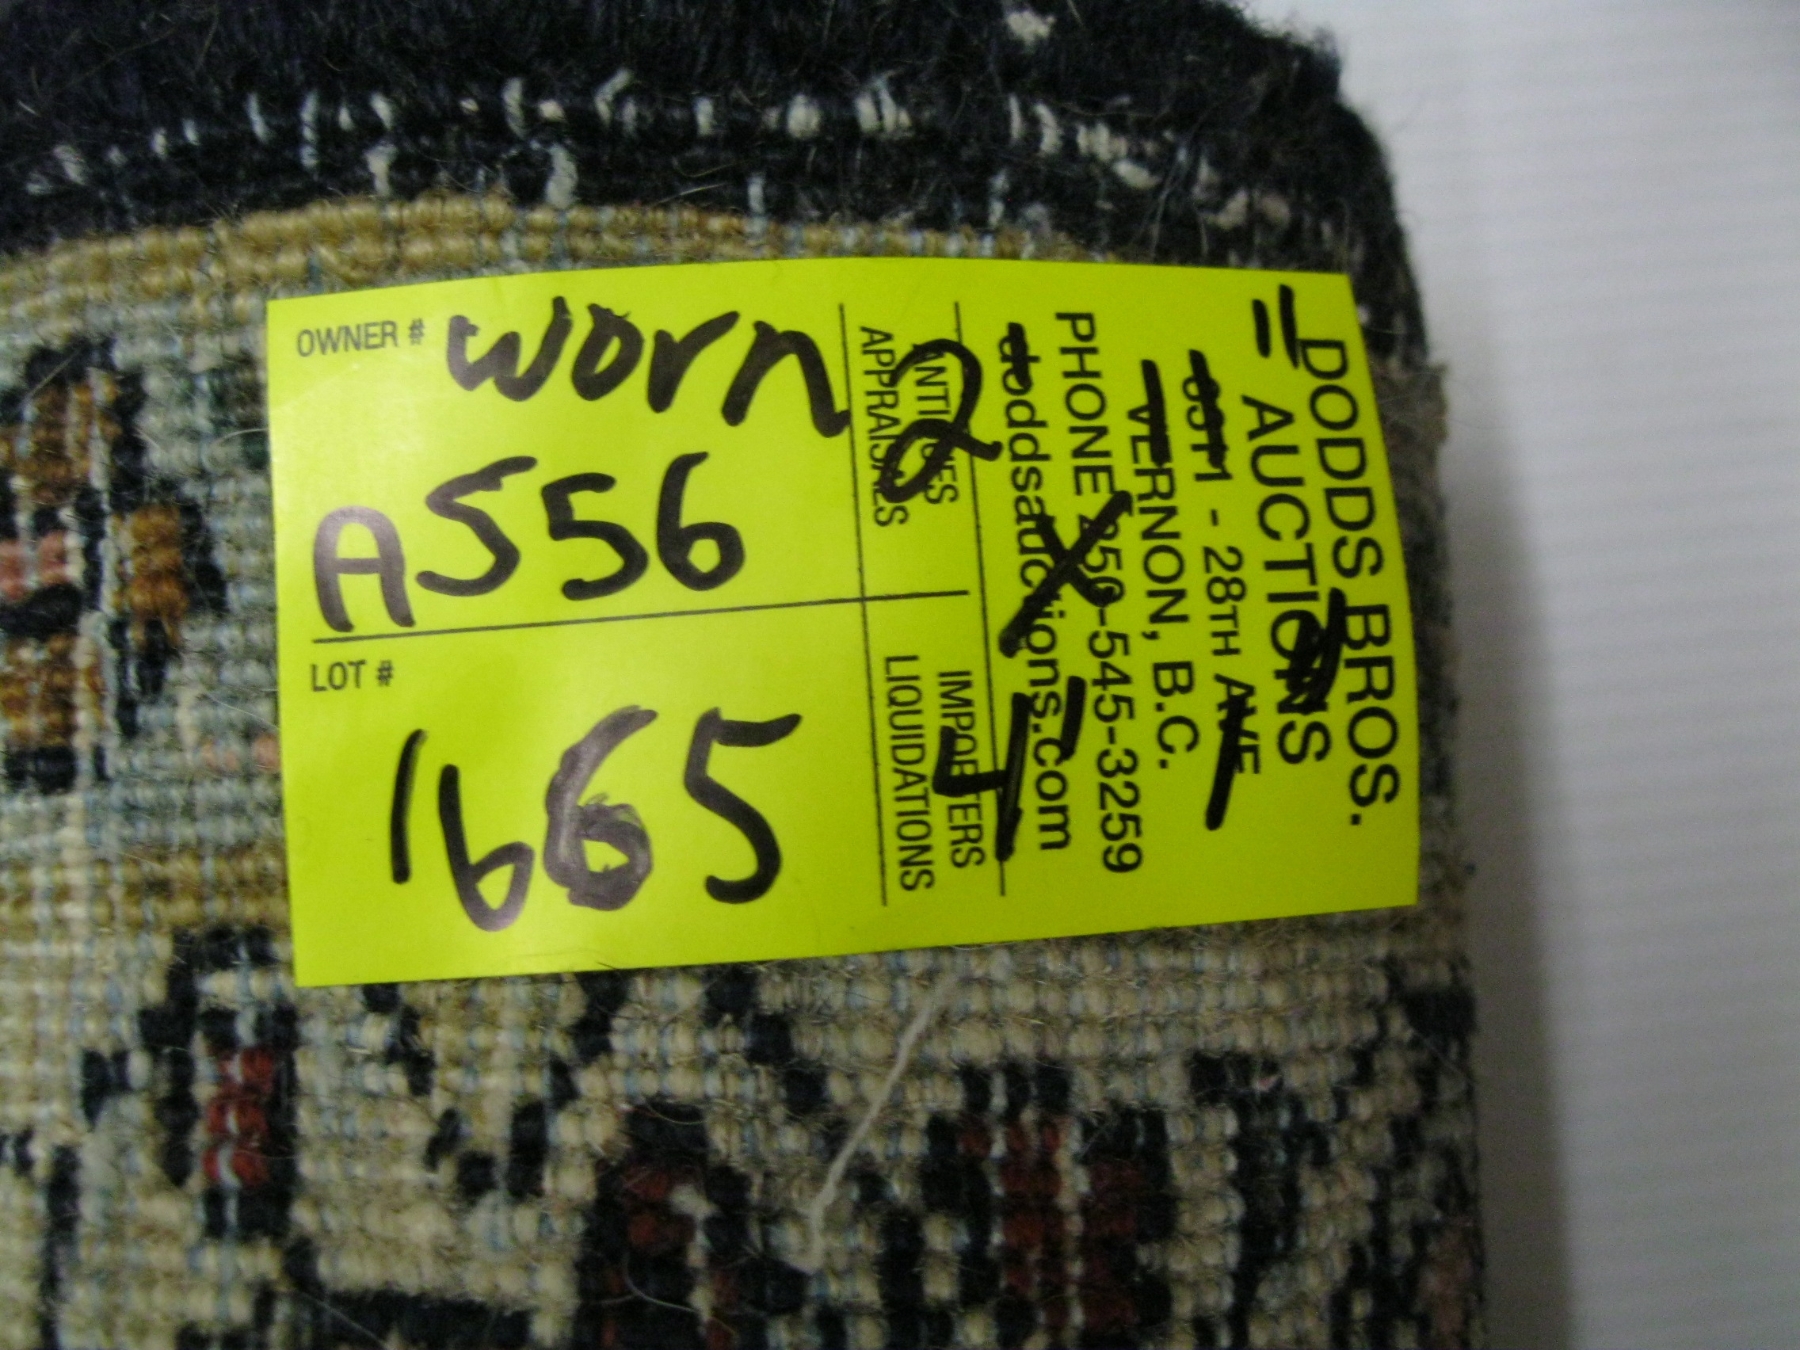 OWNER # worn
A556
LOT #
1665
ANTIQUES
APPRAISALS
IMPORTERS
LIQUIDATIONS
DODDS BROS.
AUCTIONS
- 28TH AVE
VERNON, B.C.
PHONE 250-545-3259
doddsauctions.com
2 X 4'